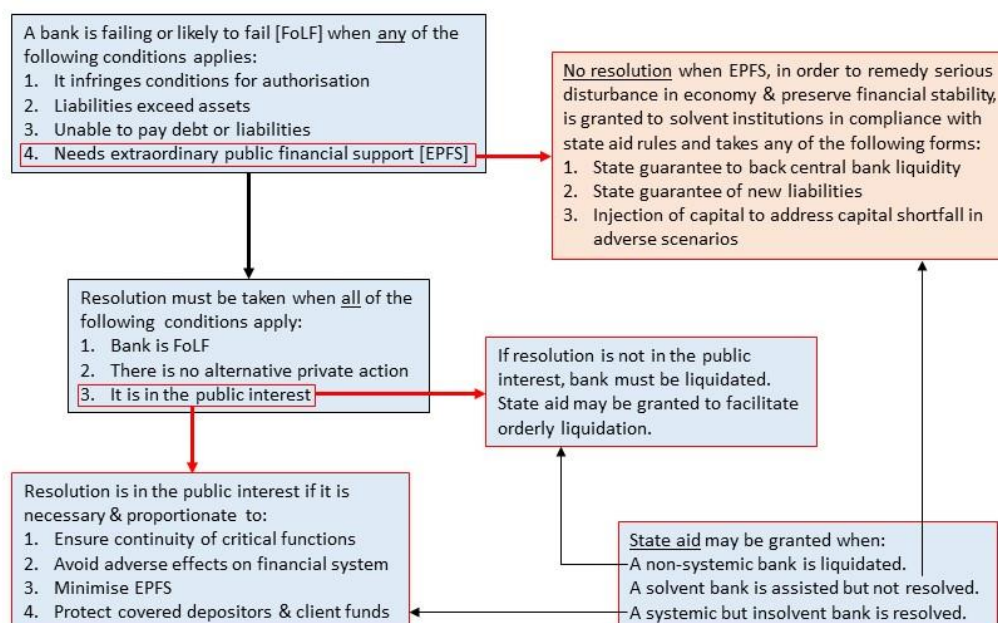 A bank is failing or likely to fail [FoLF] when any of the
following conditions applies:
1. It infringes conditions for authorisation
2. Liabilities exceed assets
3. Unable to pay debt or liabilities
4. Needs extraordinary public financial support [EPFS]
No resolution when EPFS, in order to remedy serious
disturbance in economy & preserve financial stability,
is granted to solvent institutions in compliance with
state aid rules and takes any of the following forms:
1. State guarantee to back central bank liquidity
2. State guarantee of new liabilities
3. Injection of capital to address capital shortfall in
adverse scenarios
Resolution must be taken when all of the
following conditions apply:
1. Bank is FoLF
2. There is no alternative private action
3. It is in the public interest
If resolution is not in the public
interest, bank must be liquidated.
State aid may be granted to facilitate
orderly liquidation.
Resolution is in the public interest if it is
necessary & proportionate to:
1. Ensure continuity of critical functions
2. Avoid adverse effects on financial system
3. Minimise EPFS
4. Protect covered depositors & client funds
State aid may be granted when:
A non-systemic bank is liquidated.
A solvent bank is assisted but not resolved.
A systemic but insolvent bank is resolved.